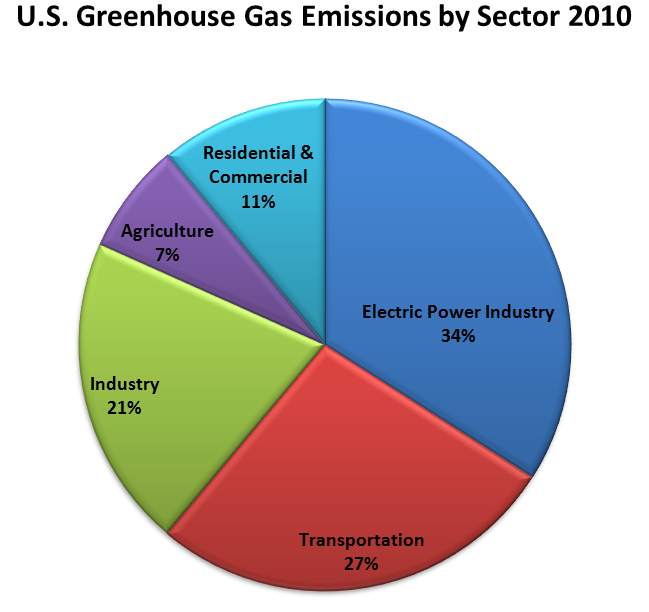 U.S. Greenhouse Gas Emissions by Sector 2010
Residential &
Commercial
11%
Agriculture
7%
Electric Power Industry
34%
Industry
21%
Transportation
27%